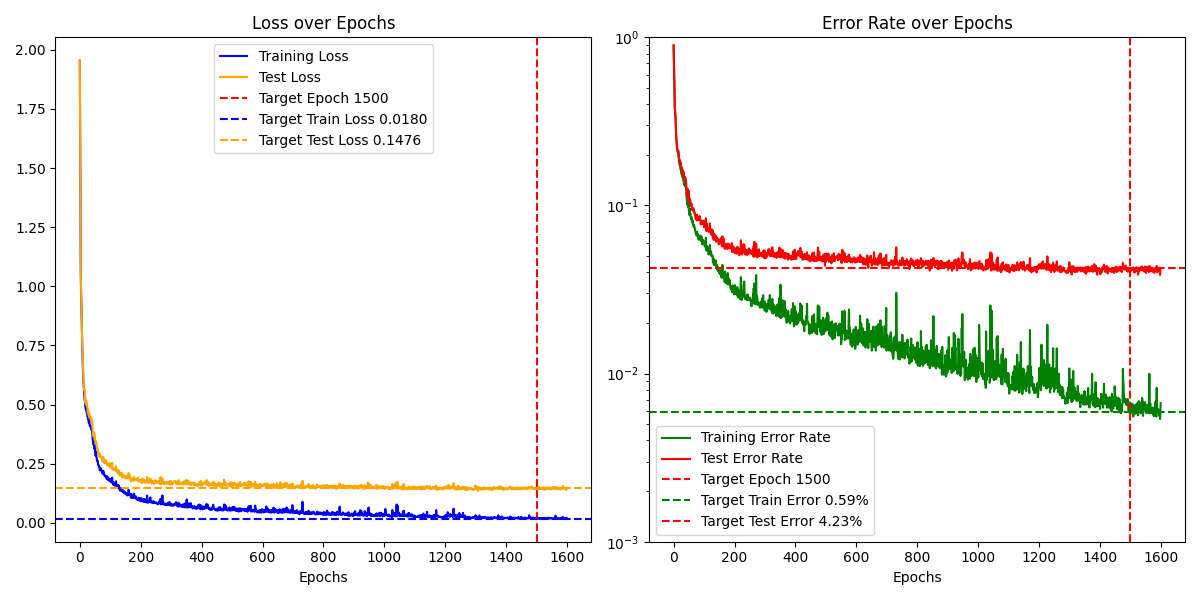 Loss over Epochs
2.00
1.75
1.50
1.25
1.00
0.75
0.50
0.25
0.00
Training Loss
Test Loss
Target Epoch 1500
Target Train Loss 0.0180
Target Test Loss 0.1476
0 200 400 600 800 1000 1200 1400 1600
Epochs
Error Rate over Epochs
10⁰
10⁻¹
10⁻²
10⁻³
Training Error Rate
Test Error Rate
Target Epoch 1500
Target Train Error 0.59%
Target Test Error 4.23%
0 200 400 600 800 1000 1200 1400 1600
Epochs